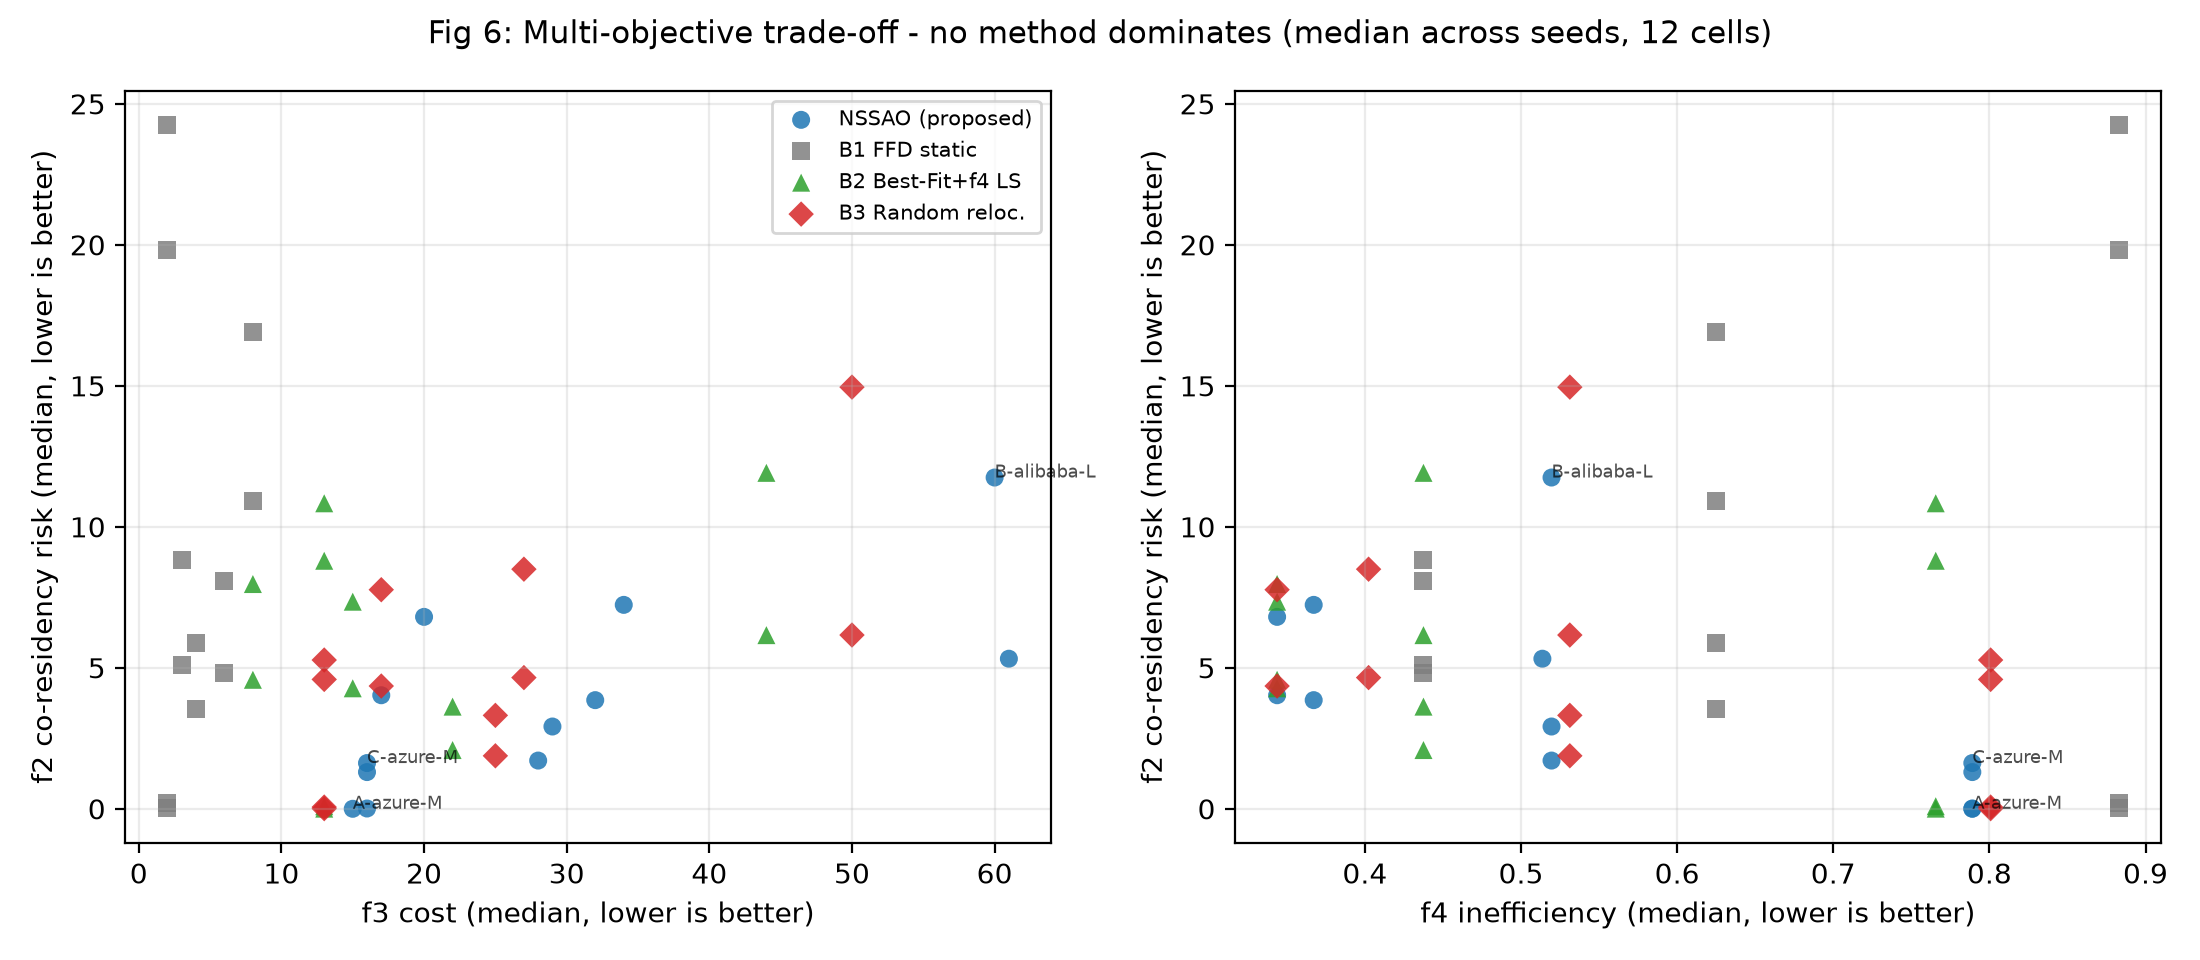 Fig 6: Multi-objective trade-off - no method dominates (median across seeds, 12 cells)
f2 co-residency risk (median, lower is better)
25
20
15
10
5
0
NSSAO (proposed)
B1 FFD static
B2 Best-Fit+f4 LS
B3 Random reloc.
B-alibaba-L
C-azure-M
A-azure-M
0 10 20 30 40 50 60
f3 cost (median, lower is better)
f2 co-residency risk (median, lower is better)
25
20
15
10
5
0
B-alibaba-L
C-azure-M
A-azure-M
0.4 0.5 0.6 0.7 0.8 0.9
f4 inefficiency (median, lower is better)